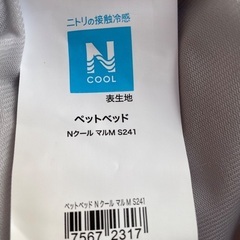 ニトリの接触冷感
N
COOL
表生地
ペットベッド
Nクール マルM S241
ペットベッド N クール マル M S241
7567 2317